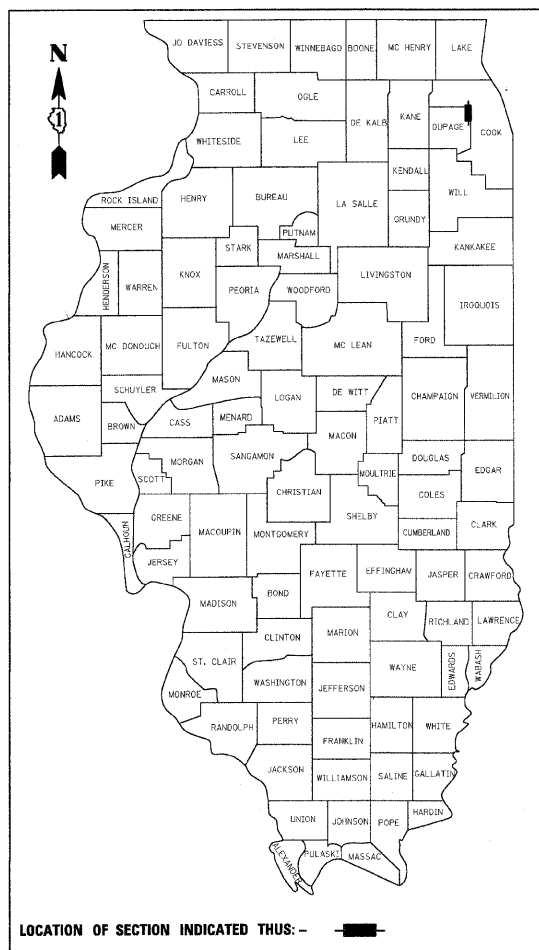 JO DAVIESS STEVENSON WINNEBAGO BOONE MC HENRY LAKE
N
CARROLL OGLE
DE KALB KANE
DUPAGE COOK
1
WHITESIDE LEE
KENDALL
WILL
ROCK ISLAND HENRY BUREAU LA SALLE
GRUNDY
MERCER
PUTNAM
STARK
MARSHALL
KANKAKEE
HENDERSON WARREN KNOX
PEORIA WOODFORD LIVINGSTON
IROQUOIS
HANCOCK MC DONOUGH FULTON TAZEWELL MC LEAN FORD
MASON
SCHUYLER
LOGAN DE WITT CHAMPAIGN VERMILION
ADAMS BROWN CASS MENARD PIATT
MACON
SANGAMON
MORGAN
DOUGLAS EDGAR
PIKE SCOTT CHRISTIAN MOULTRIE
COLES
GREENE
MACOUPIN MONTGOMERY SHELBY
CLARK
CALHOUN CUMBERLAND
JERSEY
FAYETTE EFFINGHAM JASPER CRAWFORD
MADISON BOND
CLAY
RICHLAND LAWRENCE
CLINTON MARION
ST. CLAIR WAYNE EDWARDS WABASH
WASHINGTON JEFFERSON
MONROE
RANDOLPH PERRY HAMILTON WHITE
FRANKLIN
JACKSON
WILLIAMSON SALINE GALLATIN
HARDIN
UNION JOHNSON POPE
ALEXANDER PULASKI MASSAC
LOCATION OF SECTION INDICATED THUS: -